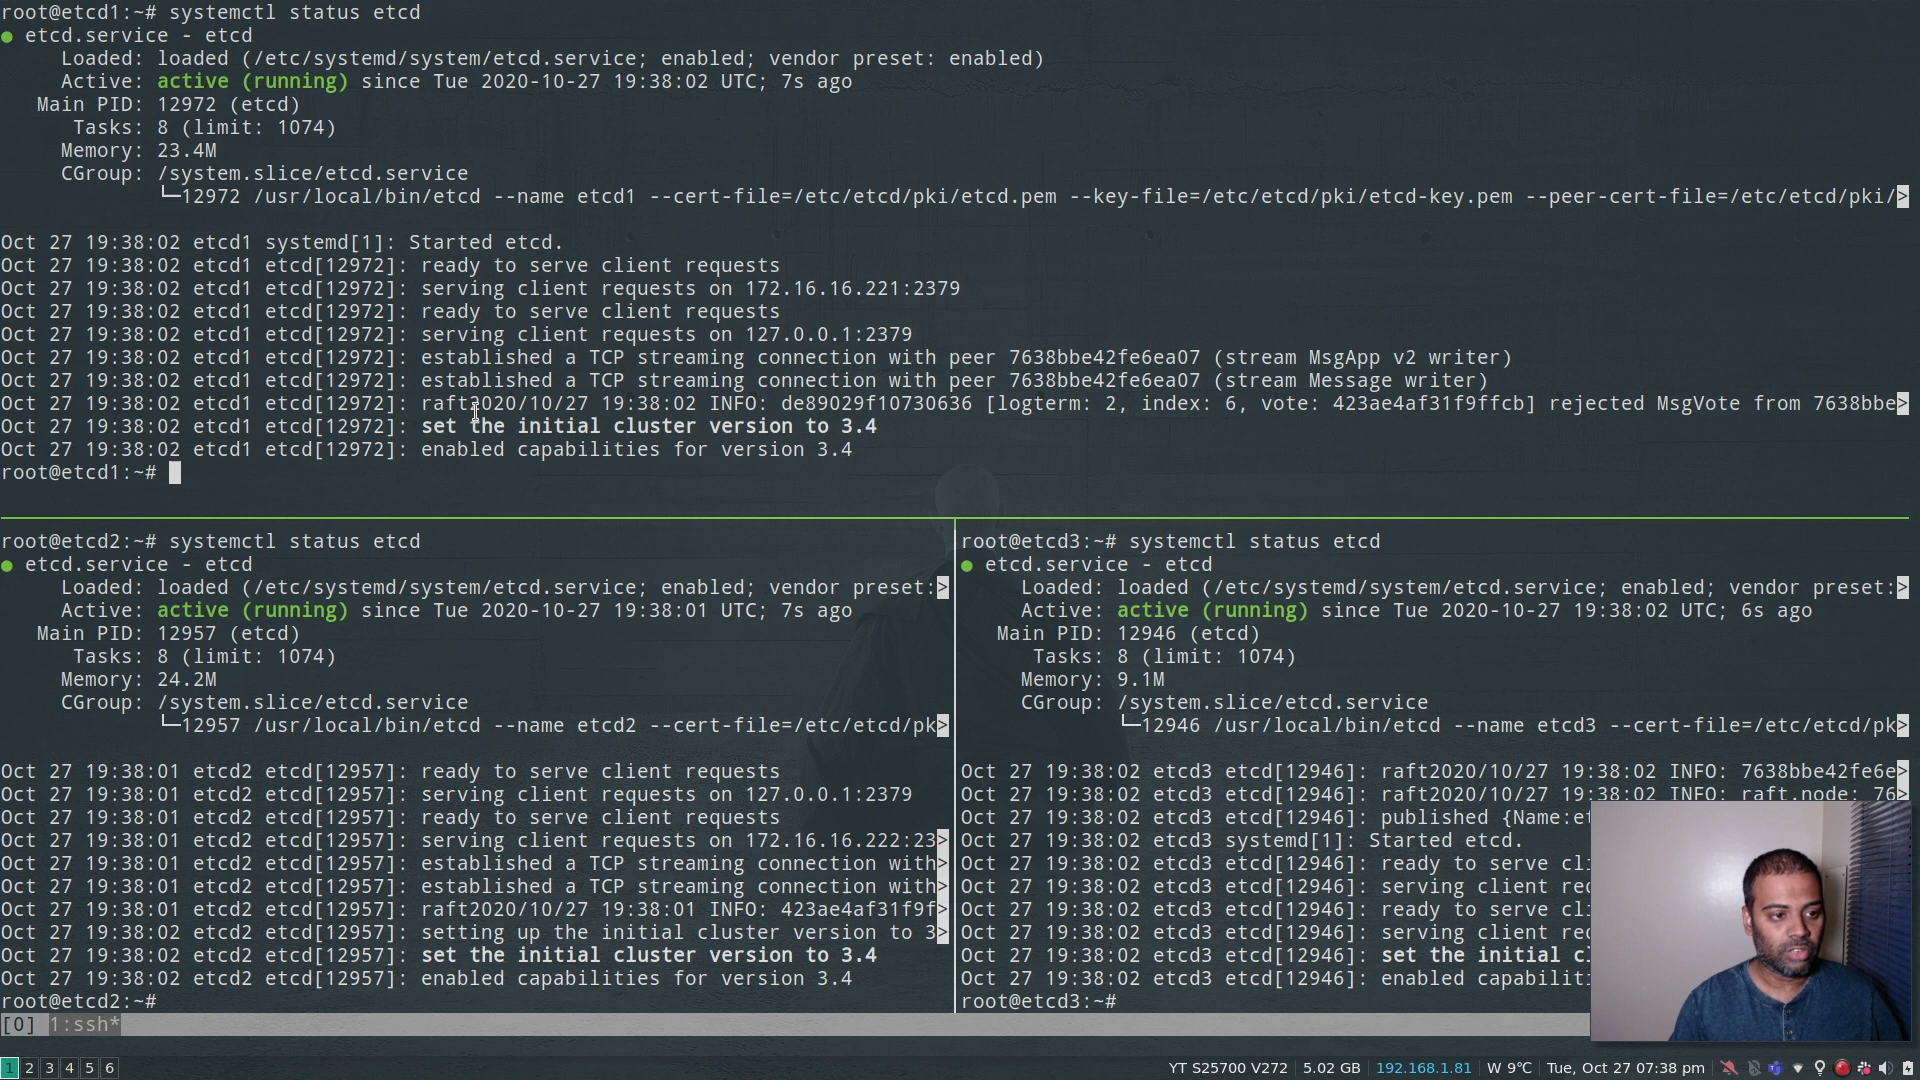 root@etcd1:~# systemctl status etcd
● etcd.service - etcd
Loaded: loaded (/etc/systemd/system/etcd.service; enabled; vendor preset: enabled)
Active: active (running) since Tue 2020-10-27 19:38:02 UTC; 7s ago
Main PID: 12972 (etcd)
Tasks: 8 (limit: 1074)
Memory: 23.4M
CGroup: /system.slice/etcd.service
└─12972 /usr/local/bin/etcd --name etcd1 --cert-file=/etc/etcd/pki/etcd.pem --key-file=/etc/etcd/pki/etcd-key.pem --peer-cert-file=/etc/etcd/pki/>
Oct 27 19:38:02 etcd1 systemd[1]: Started etcd.
Oct 27 19:38:02 etcd1 etcd[12972]: ready to serve client requests
Oct 27 19:38:02 etcd1 etcd[12972]: serving client requests on 172.16.16.221:2379
Oct 27 19:38:02 etcd1 etcd[12972]: ready to serve client requests
Oct 27 19:38:02 etcd1 etcd[12972]: serving client requests on 127.0.0.1:2379
Oct 27 19:38:02 etcd1 etcd[12972]: established a TCP streaming connection with peer 7638bbe42fe6ea07 (stream MsgApp v2 writer)
Oct 27 19:38:02 etcd1 etcd[12972]: established a TCP streaming connection with peer 7638bbe42fe6ea07 (stream Message writer)
Oct 27 19:38:02 etcd1 etcd[12972]: raft2020/10/27 19:38:02 INFO: de89029f10730636 [logterm: 2, index: 6, vote: 423ae4af31f9ffcb] rejected MsgVote from 7638bbe>
Oct 27 19:38:02 etcd1 etcd[12972]: set the initial cluster version to 3.4
Oct 27 19:38:02 etcd1 etcd[12972]: enabled capabilities for version 3.4
root@etcd1:~#
root@etcd2:~# systemctl status etcd
● etcd.service - etcd
Loaded: loaded (/etc/systemd/system/etcd.service; enabled; vendor preset:>
Active: active (running) since Tue 2020-10-27 19:38:01 UTC; 7s ago
Main PID: 12957 (etcd)
Tasks: 8 (limit: 1074)
Memory: 24.2M
CGroup: /system.slice/etcd.service
└─12957 /usr/local/bin/etcd --name etcd2 --cert-file=/etc/etcd/pk>
Oct 27 19:38:01 etcd2 etcd[12957]: ready to serve client requests
Oct 27 19:38:01 etcd2 etcd[12957]: serving client requests on 127.0.0.1:2379
Oct 27 19:38:01 etcd2 etcd[12957]: ready to serve client requests
Oct 27 19:38:01 etcd2 etcd[12957]: serving client requests on 172.16.16.222:23>
Oct 27 19:38:01 etcd2 etcd[12957]: established a TCP streaming connection with>
Oct 27 19:38:01 etcd2 etcd[12957]: established a TCP streaming connection with>
Oct 27 19:38:01 etcd2 etcd[12957]: raft2020/10/27 19:38:01 INFO: 423ae4af31f9f>
Oct 27 19:38:02 etcd2 etcd[12957]: setting up the initial cluster version to 3>
Oct 27 19:38:02 etcd2 etcd[12957]: set the initial cluster version to 3.4
Oct 27 19:38:02 etcd2 etcd[12957]: enabled capabilities for version 3.4
root@etcd2:~#
root@etcd3:~# systemctl status etcd
● etcd.service - etcd
Loaded: loaded (/etc/systemd/system/etcd.service; enabled; vendor preset:>
Active: active (running) since Tue 2020-10-27 19:38:02 UTC; 6s ago
Main PID: 12946 (etcd)
Tasks: 8 (limit: 1074)
Memory: 9.1M
CGroup: /system.slice/etcd.service
└─12946 /usr/local/bin/etcd --name etcd3 --cert-file=/etc/etcd/pk>
Oct 27 19:38:02 etcd3 etcd[12946]: raft2020/10/27 19:38:02 INFO: 7638bbe42fe6e>
Oct 27 19:38:02 etcd3 etcd[12946]: raft2020/10/27 19:38:02 INFO: raft.node: 76>
Oct 27 19:38:02 etcd3 etcd[12946]: published {Name:et
Oct 27 19:38:02 etcd3 systemd[1]: Started etcd.
Oct 27 19:38:02 etcd3 etcd[12946]: ready to serve cli
Oct 27 19:38:02 etcd3 etcd[12946]: serving client req
Oct 27 19:38:02 etcd3 etcd[12946]: ready to serve cli
Oct 27 19:38:02 etcd3 etcd[12946]: serving client req
Oct 27 19:38:02 etcd3 etcd[12946]: set the initial cl
Oct 27 19:38:02 etcd3 etcd[12946]: enabled capabilit
root@etcd3:~#
[0] 1:ssh*
1 2 3 4 5 6 YT S25700 V272 5.02 GB 192.168.1.81 W 9°C Tue, Oct 27 07:38 pm